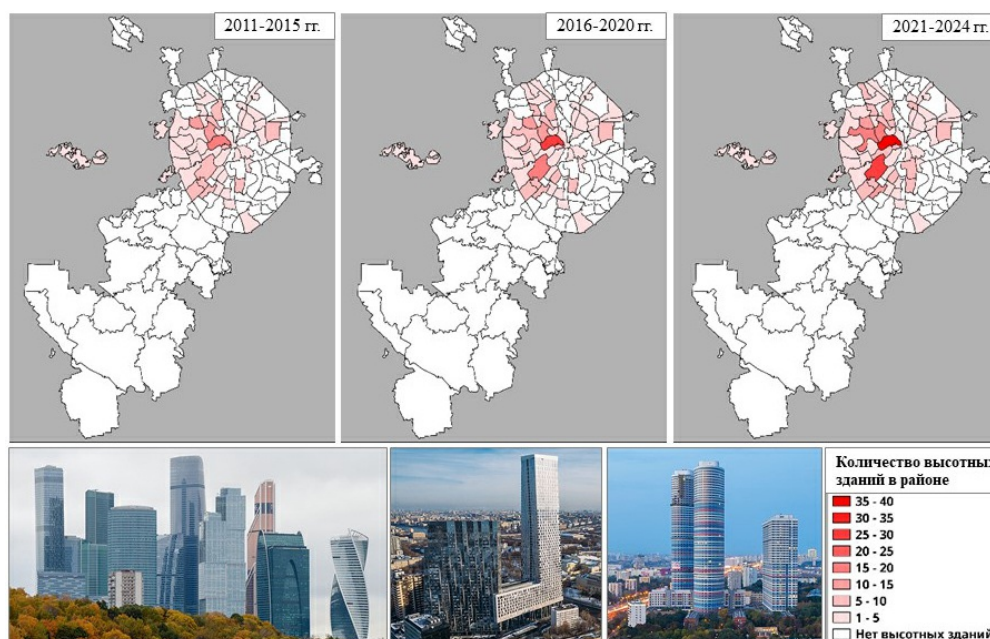 2011-2015 гг.
2016-2020 гг.
2021-2024 гг.
Количество высотных
зданий в районе
35 - 40
30 - 35
25 - 30
20 - 25
15 - 20
10 - 15
5 - 10
1 - 5
Нет высотных зданий